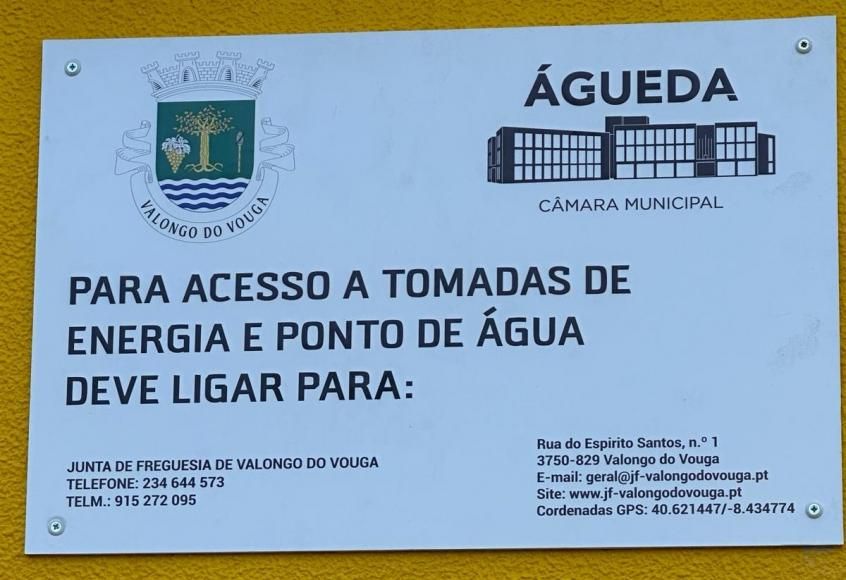 VALONGO DO VOUGA
ÁGUEDA
CÂMARA MUNICIPAL
PARA ACESSO A TOMADAS DE
ENERGIA E PONTO DE ÁGUA
DEVE LIGAR PARA:
JUNTA DE FREGUESIA DE VALONGO DO VOUGA
TELEFONE: 234 644 573
TELM.: 915 272 095
Rua do Espirito Santos, n.º 1
3750-829 Valongo do Vouga
E-mail: geral@jf-valongodovouga.pt
Site: www.jf-valongodovouga.pt
Cordenadas GPS: 40.621447/-8.434774